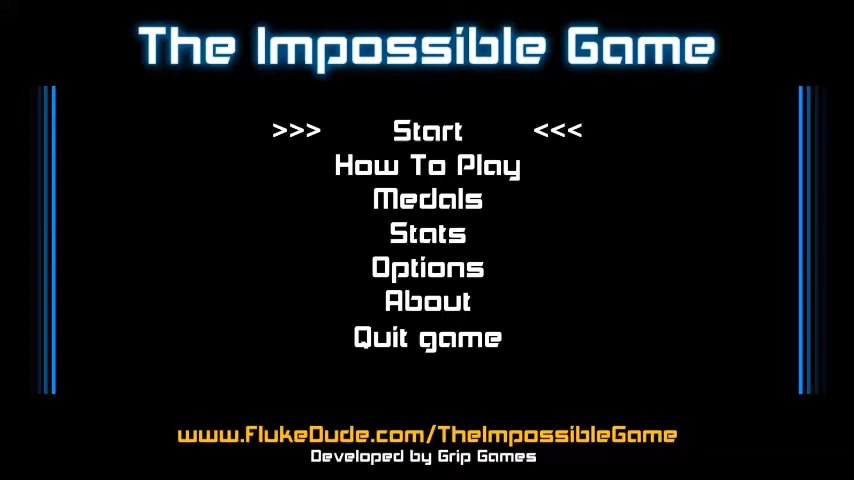 The Impossible Game
>>> Start <<<
How To Play
Medals
Stats
Options
About
Quit game
www.FlukeDude.com/TheImpossibleGame
Developed by Grip Games